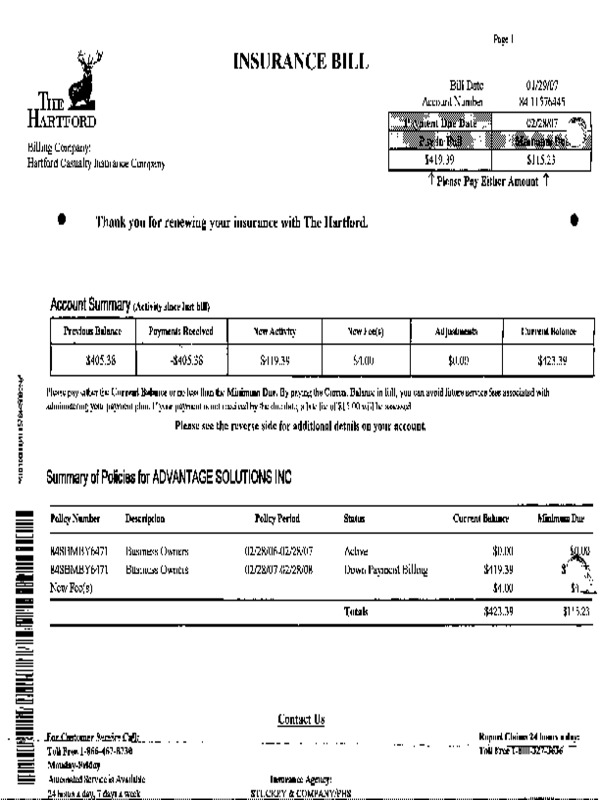 Page 1
INSURANCE BILL
THE
HARTFORD
Bill Date 01/29/07
Account Number 84 11576445
Payment Due Date 02/28/07
Pay in Full Minimum Due
$419.39 $115.23
↑ Please Pay Either Amount ↑
Billing Company:
Hartford Casualty Insurance Company
Thank you for renewing your insurance with The Hartford.
Account Summary (Activity since last bill)
Previous Balance Payments Received New Activity New Fee(s) Adjustments Current Balance
$405.38 -$405.38 $419.39 $4.00 $0.00 $423.39
Please pay either the Current Balance or no less than the Minimum Due. By paying the Current Balance in full, you can avoid future service fees associated with
administering your payment plan. If your payment is not received by the due date, a late fee of $15.00 will be assessed.
Please see the reverse side for additional details on your account.
Summary of Policies for ADVANTAGE SOLUTIONS INC
Policy Number Description Policy Period Status Current Balance Minimum Due
84SBMBY6471 Business Owners 02/28/06-02/28/07 Active $0.00 $0.00
84SBMBY6471 Business Owners 02/28/07-02/28/08 Down Payment Billing $419.39
New Fee(s) $4.00
Totals $423.39 $115.23
Contact Us
For Customer Service Call:
Toll Free 1-866-467-8730
Monday-Friday
Automated Service is Available
24 hours a day, 7 days a week
Insurance Agency:
STUCKEY & COMPANY/PHS
Report Claims 24 hours a day:
Toll Free